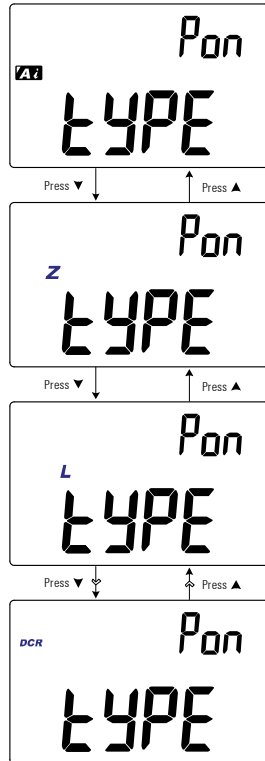 Pon
Ai
tYPE
Press ▼ Press ▲
Pon
Z
tYPE
Press ▼ Press ▲
Pon
L
tYPE
Press ▼ Press ▲
Pon
DCR
tYPE